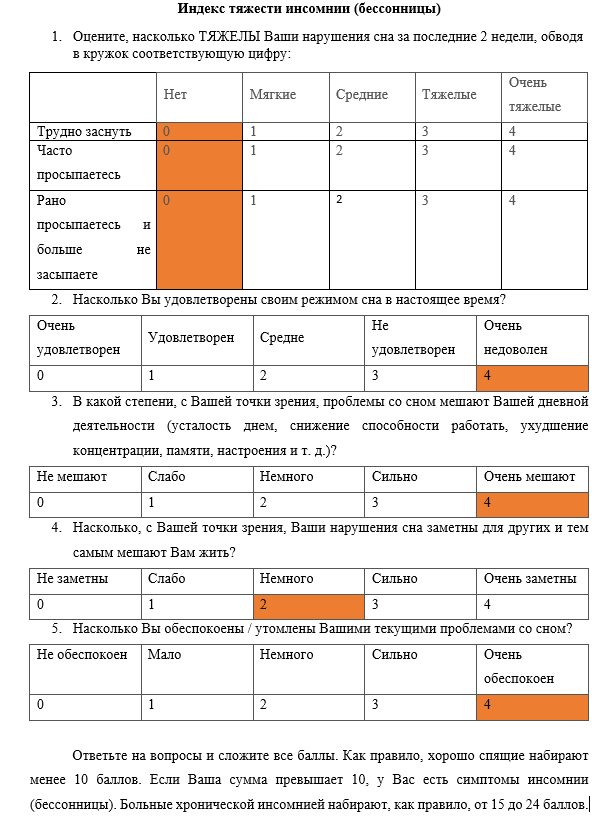 Индекс тяжести инсомнии (бессонницы)
1. Оцените, насколько ТЯЖЕЛЫ Ваши нарушения сна за последние 2 недели, обводя
в кружок соответствующую цифру:
Нет Мягкие Средние Тяжелые Очень
тяжелые
Трудно заснуть 0 1 2 3 4
Часто 0 1 2 3 4
просыпаетесь
Рано 0 1 2 3 4
просыпаетесь и
больше не
засыпаете
2. Насколько Вы удовлетворены своим режимом сна в настоящее время?
Очень
удовлетворен Удовлетворен Средне Не
удовлетворен Очень
недоволен
0 1 2 3 4
3. В какой степени, с Вашей точки зрения, проблемы со сном мешают Вашей дневной
деятельности (усталость днем, снижение способности работать, ухудшение
концентрации, памяти, настроения и т. д.)?
Не мешают Слабо Немного Сильно Очень мешают
0 1 2 3 4
4. Насколько, с Вашей точки зрения, Ваши нарушения сна заметны для других и тем
самым мешают Вам жить?
Не заметны Слабо Немного Сильно Очень заметны
0 1 2 3 4
5. Насколько Вы обеспокоены / утомлены Вашими текущими проблемами со сном?
Не обеспокоен Мало Немного Сильно Очень
обеспокоен
0 1 2 3 4
Ответьте на вопросы и сложите все баллы. Как правило, хорошо спящие набирают
менее 10 баллов. Если Ваша сумма превышает 10, у Вас есть симптомы инсомнии
(бессонницы). Больные хронической инсомнией набирают, как правило, от 15 до 24 баллов.